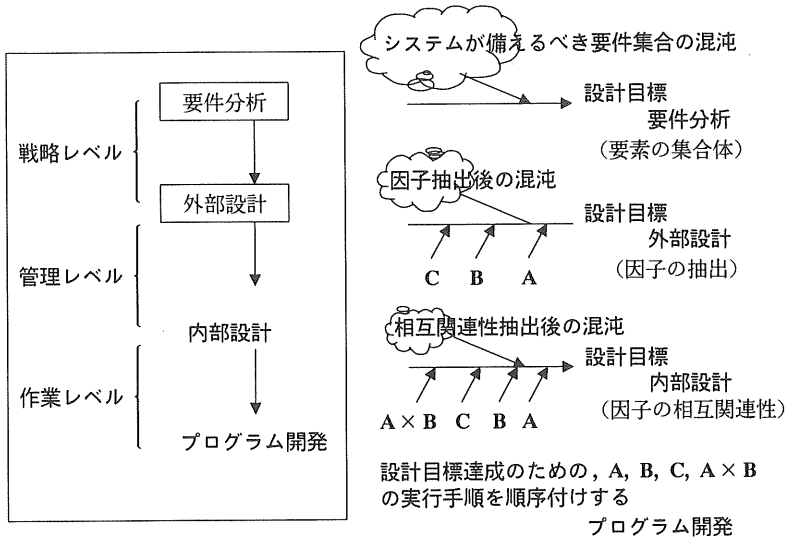 要件分析
戦略レベル
外部設計
管理レベル
内部設計
作業レベル
プログラム開発
システムが備えるべき要件集合の混沌
設計目標
要件分析
(要素の集合体)
因子抽出後の混沌
設計目標
外部設計
(因子の抽出)
C B A
相互関連性抽出後の混沌
設計目標
内部設計
(因子の相互関連性)
A × B C B A
設計目標達成のための, A, B, C, A × B
の実行手順を順序付けする
プログラム開発